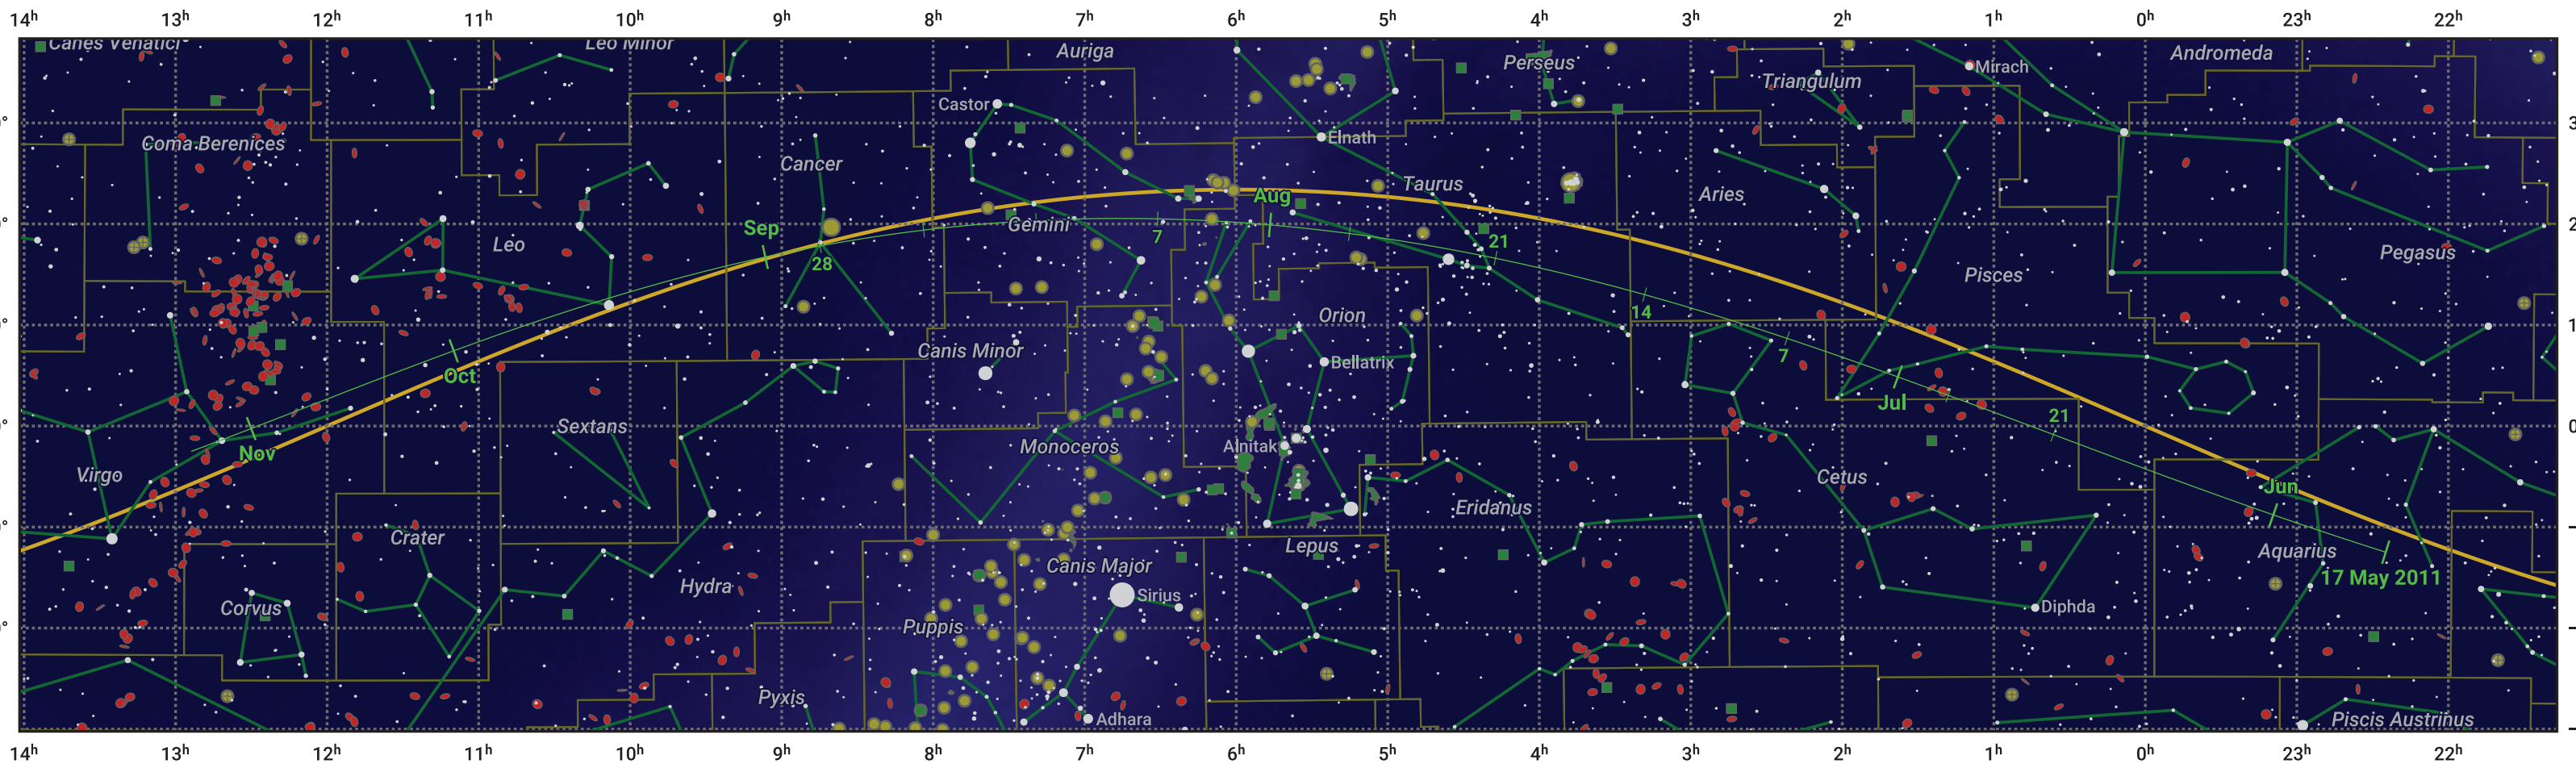 14h 13h 12h 11h 10h 9h 8h 7h 6h 5h 4h 3h 2h 1h 0h 23h 22h
Canes Venatici
Leo Minor
Auriga
Perseus
Mirach
Andromeda
Triangulum
Castor
Coma Berenices
Elnath
Cancer
Taurus
Aries
Aug
Gemini
Sep
7
21
Leo
28
Pisces
Pegasus
14
Orion
Canis Minor
Bellatrix
7
Oct
Jul
21
Sextans
Alnitak
Monoceros
Nov
Virgo
Cetus
Jun
Eridanus
Crater
Lepus
Aquarius
Canis Major
17 May 2011
Hydra
Sirius
Corvus
Diphda
Puppis
Pyxis
Adhara
Piscis Austrinus
14h 13h 12h 11h 10h 9h 8h 7h 6h 5h 4h 3h 2h 1h 0h 23h 22h